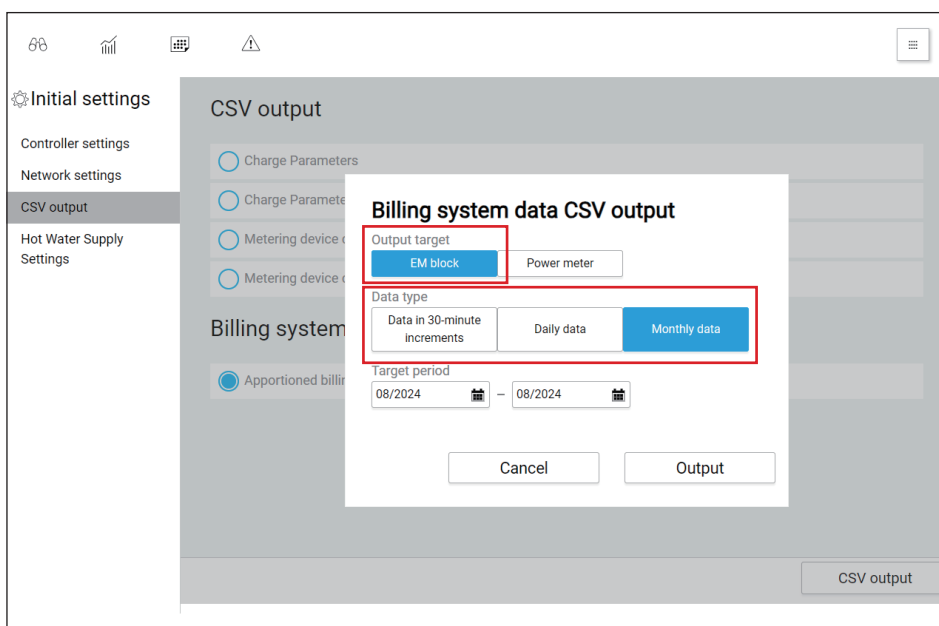 Initial settings
Controller settings
Network settings
CSV output
Hot Water Supply
Settings
CSV output
Charge Parameters
Charge Paramete
Metering device
Metering device
Billing system
Apportioned billin
Billing system data CSV output
Output target
EM block
Power meter
Data type
Data in 30-minute
increments
Daily data
Monthly data
Target period
08/2024
–
08/2024
Cancel
Output
CSV output